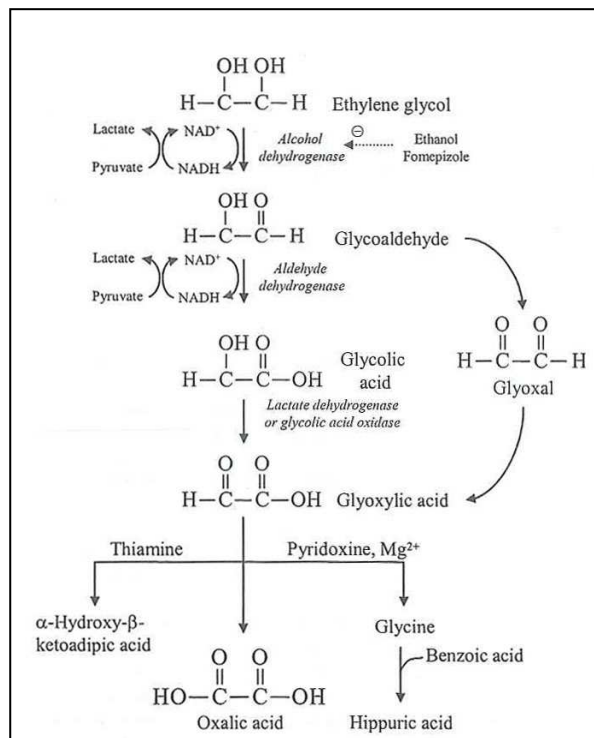 OH OH
H–C–C–H
Ethylene glycol
Lactate
NAD⁺
Pyruvate
NADH
Alcohol
dehydrogenase
⊖
Ethanol
Fomepizole
OH O
H–C–C–H
Glycoaldehyde
Lactate
NAD⁺
Pyruvate
NADH
Aldehyde
dehydrogenase
O O
H–C–C–H
Glyoxal
OH O
H–C–C–OH
Glycolic
acid
Lactate dehydrogenase
or glycolic acid oxidase
O O
H–C–C–OH
Glyoxylic acid
Thiamine
Pyridoxine, Mg²⁺
α-Hydroxy-β-
ketoadipic acid
Glycine
Benzoic acid
O O
HO–C–C–OH
Oxalic acid
Hippuric acid